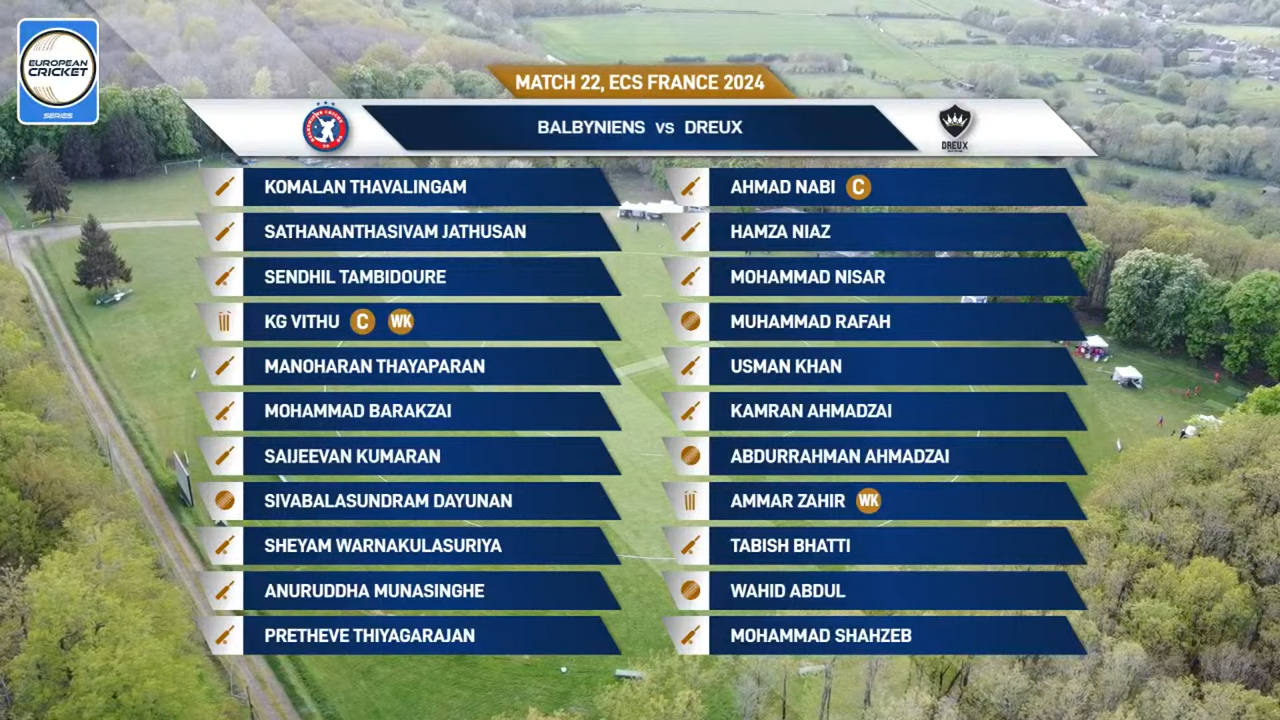 EUROPEAN
CRICKET
SERIES
MATCH 22, ECS FRANCE 2024
BALBYNIENS VS DREUX
DREUX
KOMALAN THAVALINGAM
SATHANANTHASIVAM JATHUSAN
SENDHIL TAMBIDOURE
KG VITHU C WK
MANOHARAN THAYAPARAN
MOHAMMAD BARAKZAI
SAIJEEVAN KUMARAN
SIVABALASUNDRAM DAYUNAN
SHEYAM WARNAKULASURIYA
ANURUDDHA MUNASINGHE
PRETHEVE THIYAGARAJAN
AHMAD NABI C
HAMZA NIAZ
MOHAMMAD NISAR
MUHAMMAD RAFAH
USMAN KHAN
KAMRAN AHMADZAI
ABDURRAHMAN AHMADZAI
AMMAR ZAHIR WK
TABISH BHATTI
WAHID ABDUL
MOHAMMAD SHAHZEB